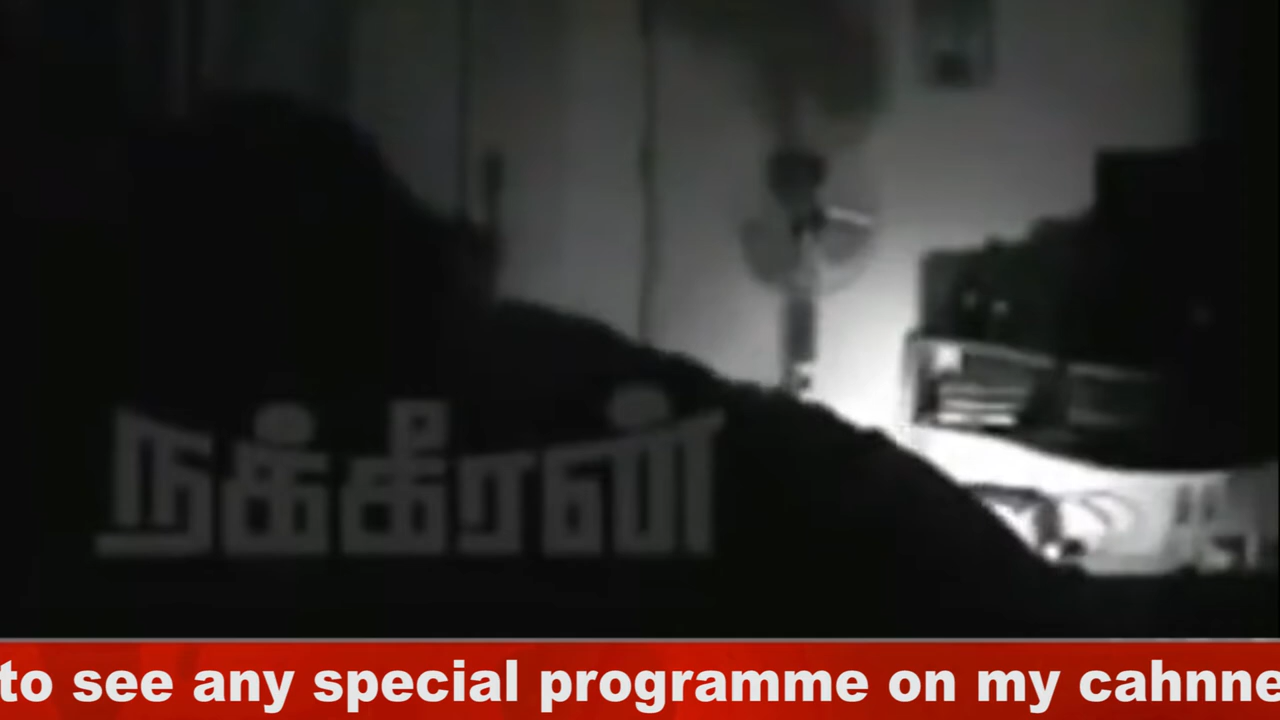 நக்கீரன்
to see any special programme on my cahnne